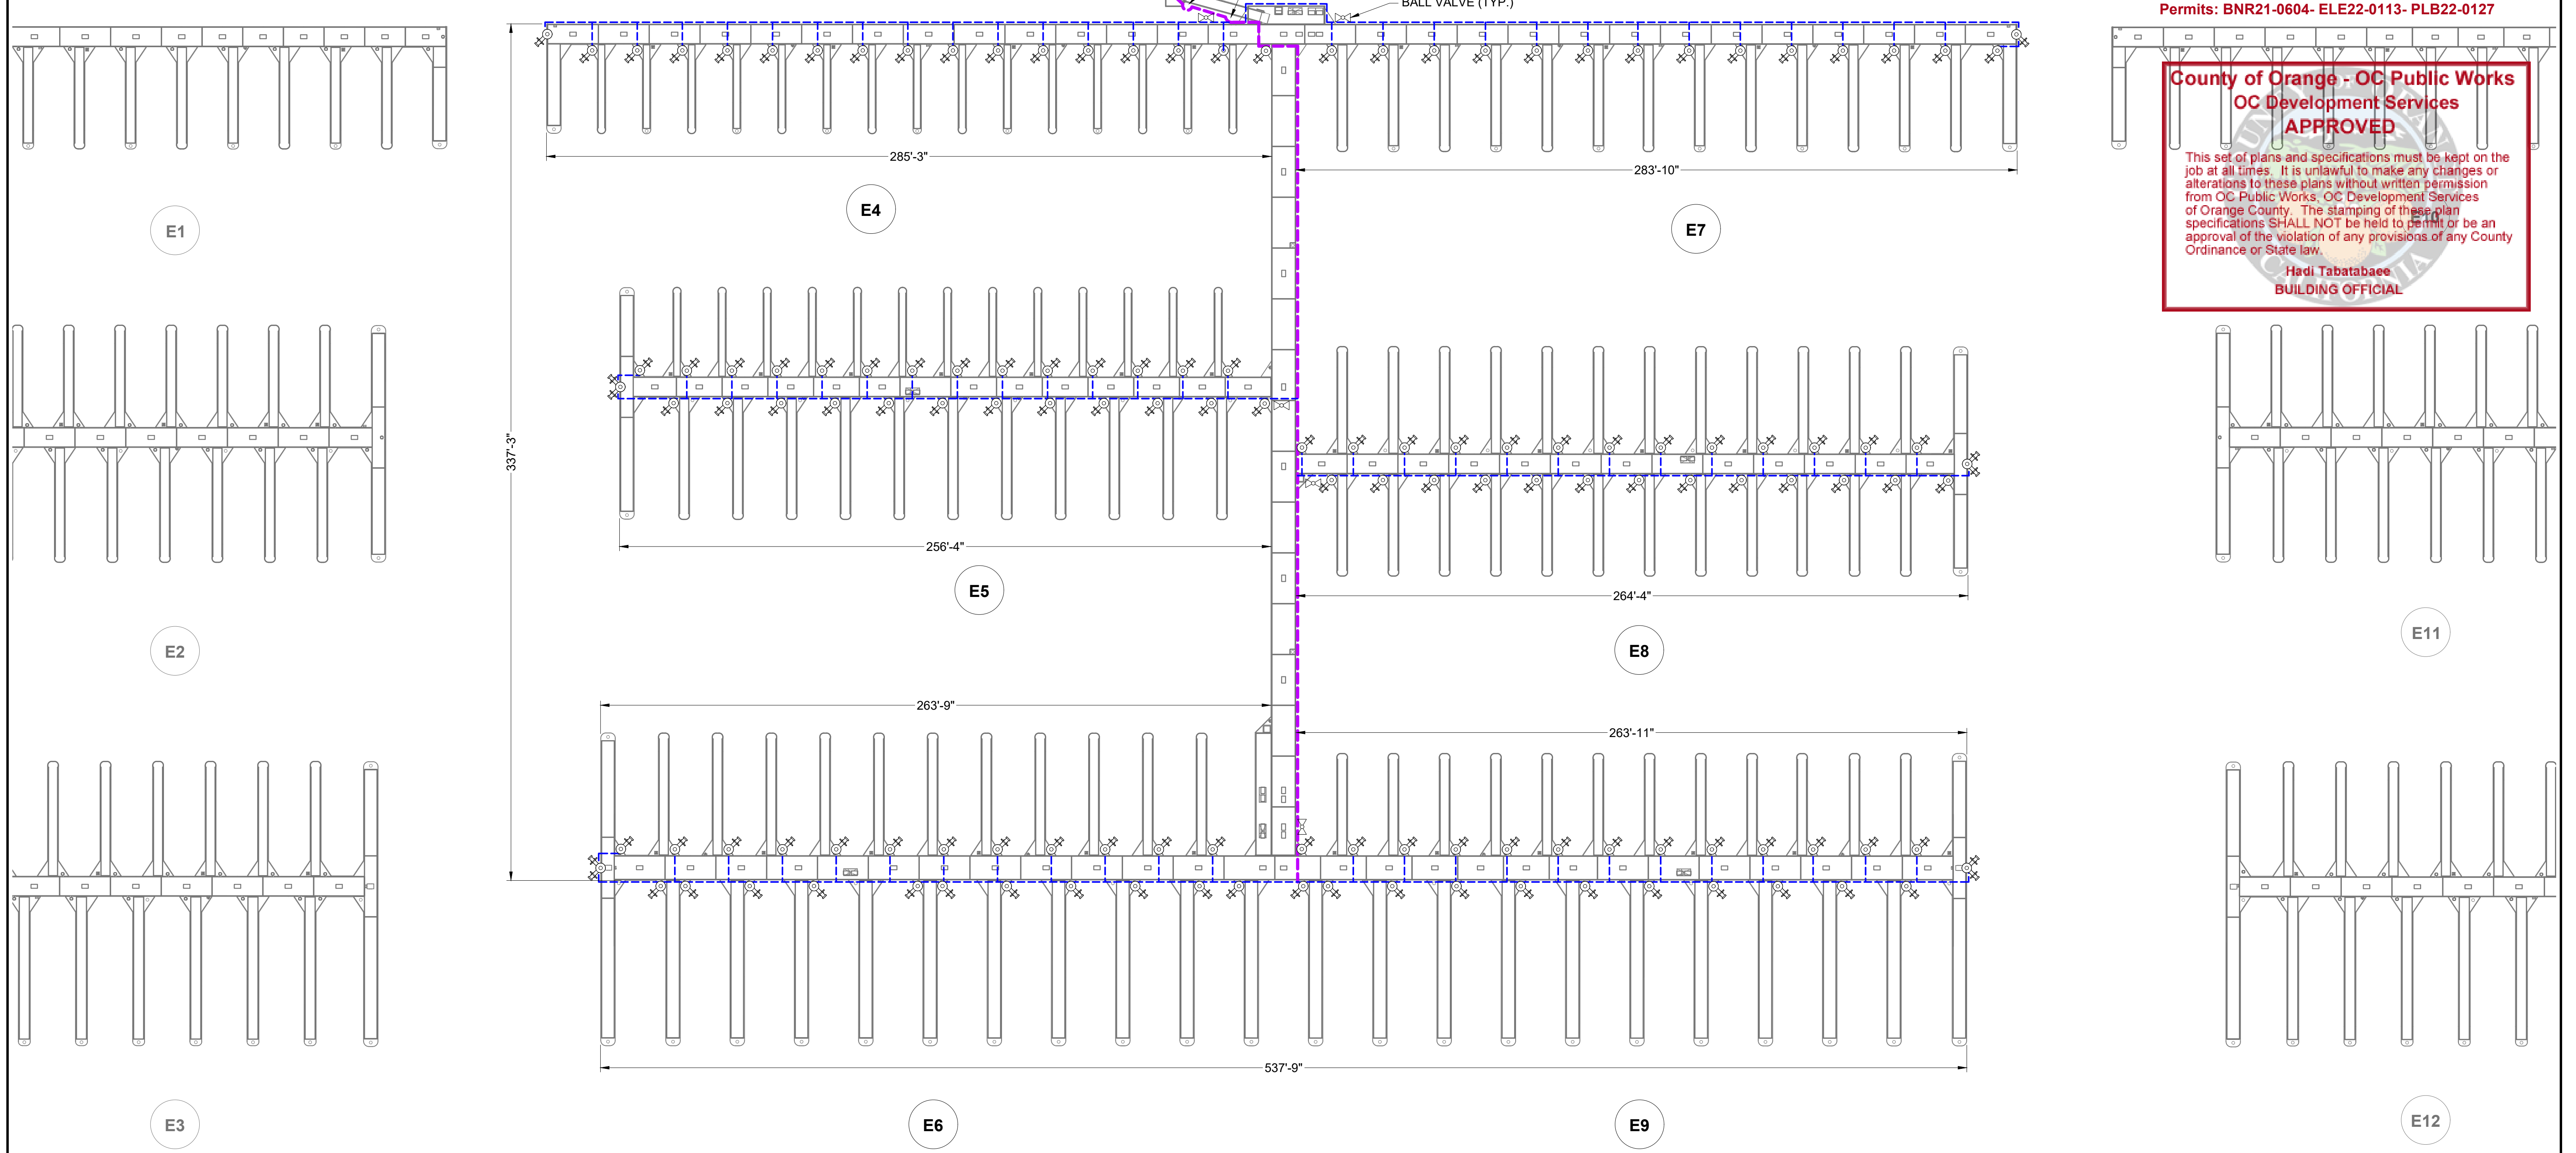 BALL VALVE (TYP.)
Permits: BNR21-0604- ELE22-0113- PLB22-0127
County of Orange - OC Public Works
OC Development Services
APPROVED
This set of plans and specifications must be kept on the
job at all times. It is unlawful to make any changes or
alterations to these plans without written permission
from OC Public Works, OC Development Services
of Orange County. The stamping of these plan
specifications SHALL NOT be held to permit or be an
approval of the violation of any provisions of any County
Ordinance or State law.
Hadi Tabatabaee
BUILDING OFFICIAL
CALIFORNIA
285'-3"
283'-10"
E1
E4
E7
E10
337'-3"
256'-4"
264'-4"
E2
E5
E8
E11
263'-9"
263'-11"
537'-9"
E3
E6
E9
E12